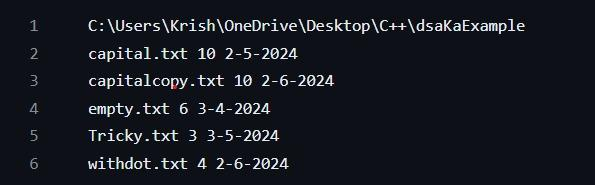 1 C:\Users\Krish\OneDrive\Desktop\C++\dsaKaExample
2 capital.txt 10 2-5-2024
3 capitalcopy.txt 10 2-6-2024
4 empty.txt 6 3-4-2024
5 Tricky.txt 3 3-5-2024
6 withdot.txt 4 2-6-2024